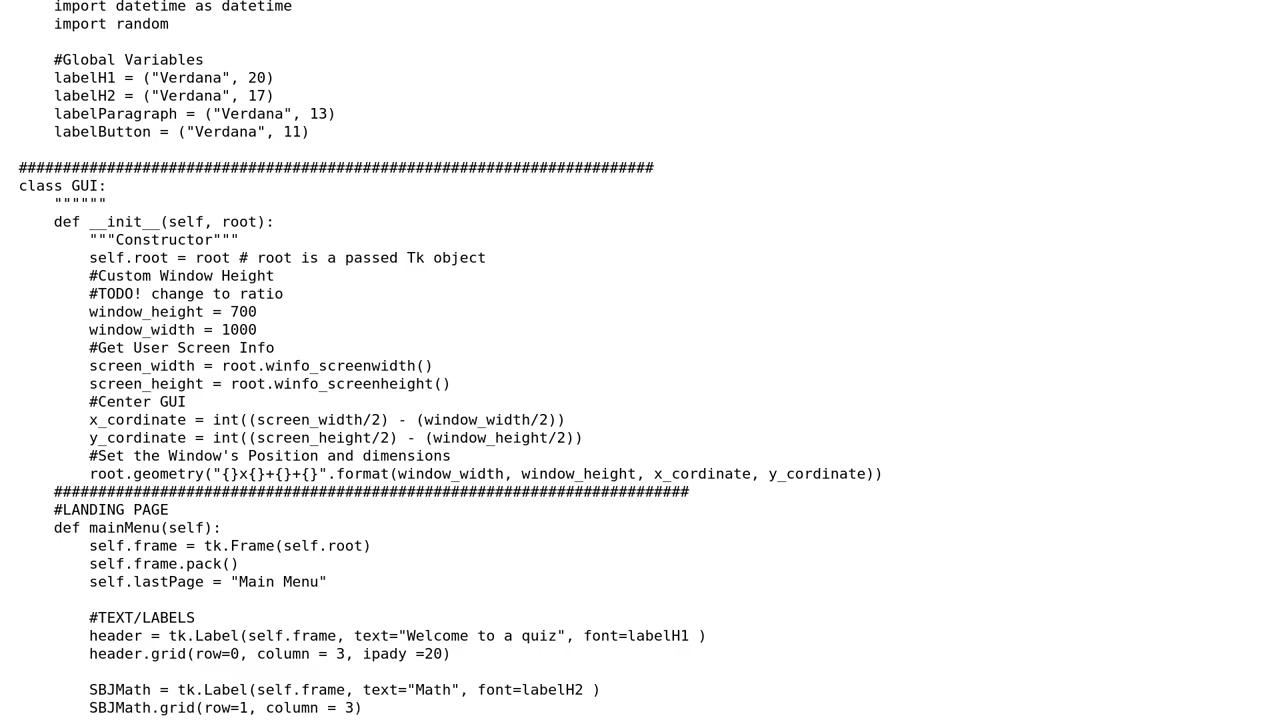 import datetime as datetime
    import random

    #Global Variables
    labelH1 = ("Verdana", 20)
    labelH2 = ("Verdana", 17)
    labelParagraph = ("Verdana", 13)
    labelButton = ("Verdana", 11)

########################################################################
class GUI:
    """"""
    def __init__(self, root):
        """Constructor"""
        self.root = root # root is a passed Tk object
        #Custom Window Height
        #TODO! change to ratio
        window_height = 700
        window_width = 1000
        #Get User Screen Info
        screen_width = root.winfo_screenwidth()
        screen_height = root.winfo_screenheight()
        #Center GUI
        x_cordinate = int((screen_width/2) - (window_width/2))
        y_cordinate = int((screen_height/2) - (window_height/2))
        #Set the Window's Position and dimensions
        root.geometry("{}x{}+{}+{}".format(window_width, window_height, x_cordinate, y_cordinate))
    ########################################################################
    #LANDING PAGE
    def mainMenu(self):
        self.frame = tk.Frame(self.root)
        self.frame.pack()
        self.lastPage = "Main Menu"

        #TEXT/LABELS
        header = tk.Label(self.frame, text="Welcome to a quiz", font=labelH1 )
        header.grid(row=0, column = 3, ipady =20)

        SBJMath = tk.Label(self.frame, text="Math", font=labelH2 )
        SBJMath.grid(row=1, column = 3)